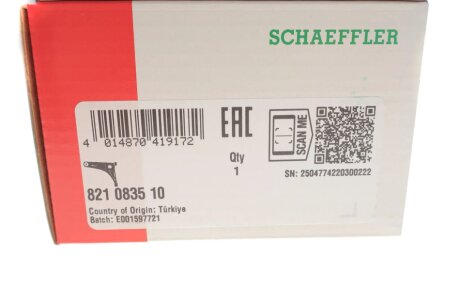 SCHAEFFLER
4 014870 419172
EAC
SCAN ME
Qty
1
SN: 2504774220300222
821 0835 10
Country of Origin: Türkiye
Batch: E001597721